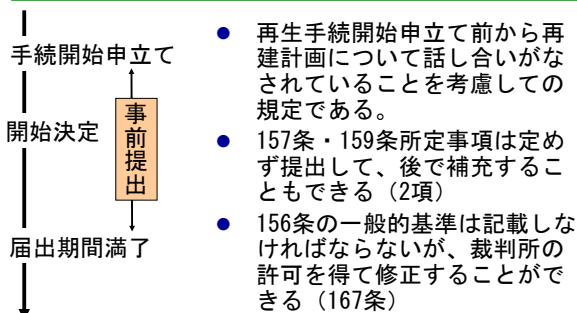 手続開始申立て
事前提出
開始決定
届出期間満了
● 再生手続開始申立て前から再
建計画について話し合いがな
されていることを考慮しての
規定である。
● 157条・159条所定事項は定め
ず提出して、後で補充するこ
ともできる（2項）
● 156条の一般的基準は記載しな
ければならないが、裁判所の
許可を得て修正することがで
きる（167条）